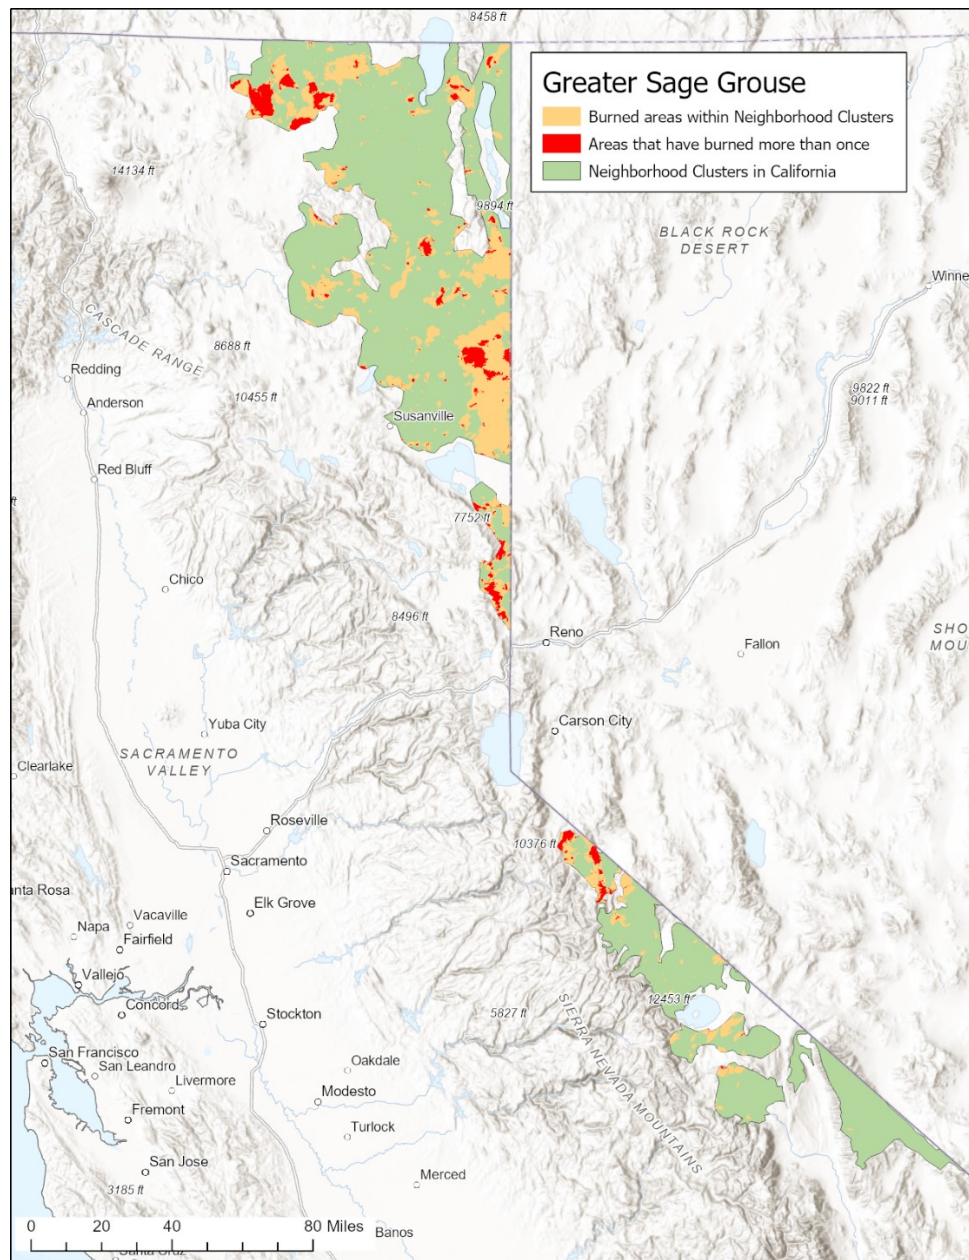 8458 ft
Greater Sage Grouse
Burned areas within Neighborhood Clusters
Areas that have burned more than once
Neighborhood Clusters in California
14134 ft
9894 ft
BLACK ROCK
DESERT
Winne
CASCADE RANGE
8688 ft
Redding
9822 ft
9011 ft
10455 ft
Anderson
Susanville
Red Bluff
ft
7752 ft
Chico
8496 ft
Reno
Fallon
SHO
MOU
Yuba City
Carson City
SACRAMENTO
VALLEY
Clearlake
Roseville
10376 ft
Sacramento
anta Rosa
Elk Grove
Vacaville
Napa
Fairfield
Vallejo
12453 ft
Concord
5827 ft
Stockton
SIERRA NEVADA MOUNTAINS
San Francisco
San Leandro
Oakdale
Livermore
Modesto
Fremont
Turlock
San Jose
Merced
3185 ft
0 20 40 80 Miles
Banos
Santa Cruz